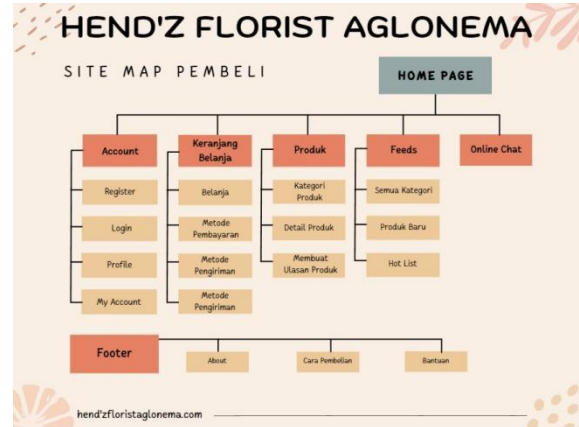 HEND'Z FLORIST AGLONEMA
SITE MAP PEMBELI
HOME PAGE
Account
Register
Login
Profile
My Account
Keranjang
Belanja
Belanja
Metode
Pembayaran
Metode
Pengiriman
Metode
Pengiriman
Produk
Kategori
Produk
Detail Produk
Membuat
Ulasan Produk
Feeds
Semua Kategori
Produk Baru
Hot List
Online Chat
Footer
About
Cara Pembelian
Bantuan
hend'zfloristaglonema.com